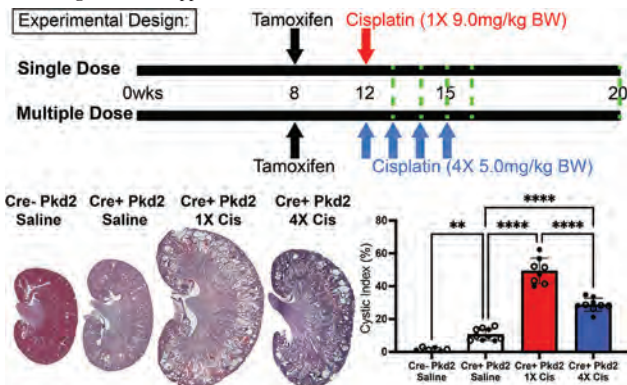 Experimental Design:
Tamoxifen
Cisplatin (1X 9.0mg/kg BW)
Single Dose
0wks
8
12
15
20
Multiple Dose
Tamoxifen
Cisplatin (4X 5.0mg/kg BW)
Cre- Pkd2
Saline
Cre+ Pkd2
Saline
Cre+ Pkd2
1X Cis
Cre+ Pkd2
4X Cis
Cystic Index (%)
80
60
40
20
0
**
****
****
****
Cre- Pkd2
Saline
Cre+ Pkd2
Saline
Cre+ Pkd2
1X Cis
Cre+ Pkd2
4X Cis